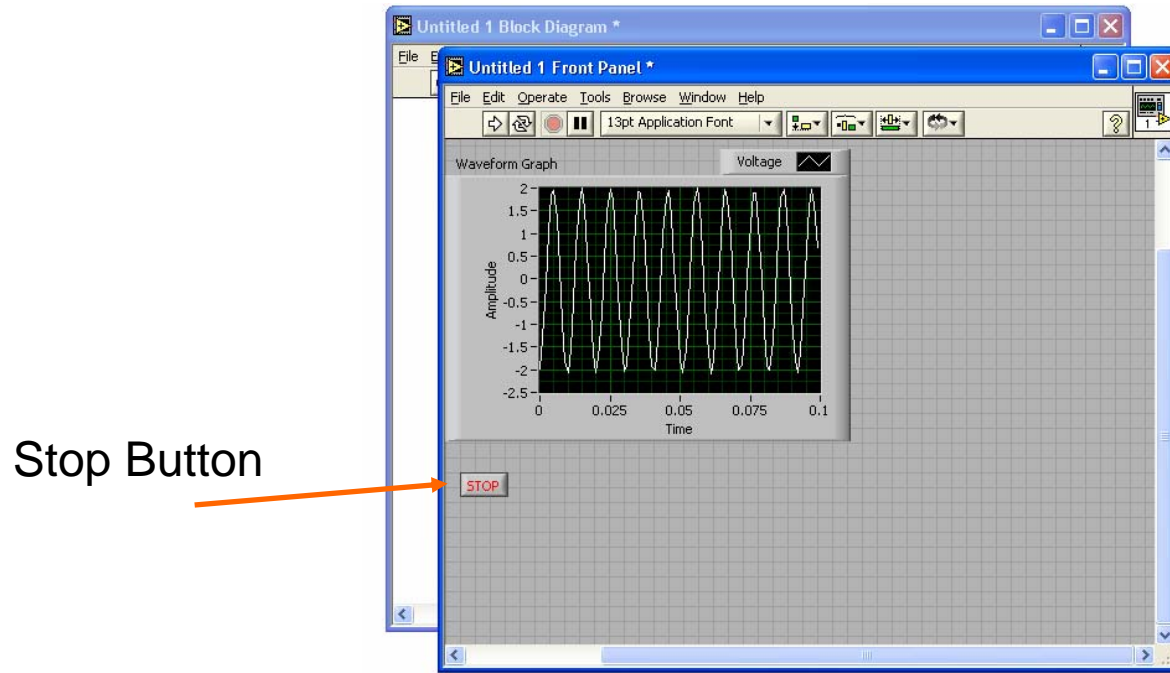 Untitled 1 Block Diagram *
File E
Untitled 1 Front Panel *
File Edit Operate Tools Browse Window Help
13pt Application Font
1
Waveform Graph
Voltage
2
1.5
1
0.5
0
-0.5
-1
-1.5
-2
-2.5
Amplitude
0 0.025 0.05 0.075 0.1
Time
Stop Button
STOP